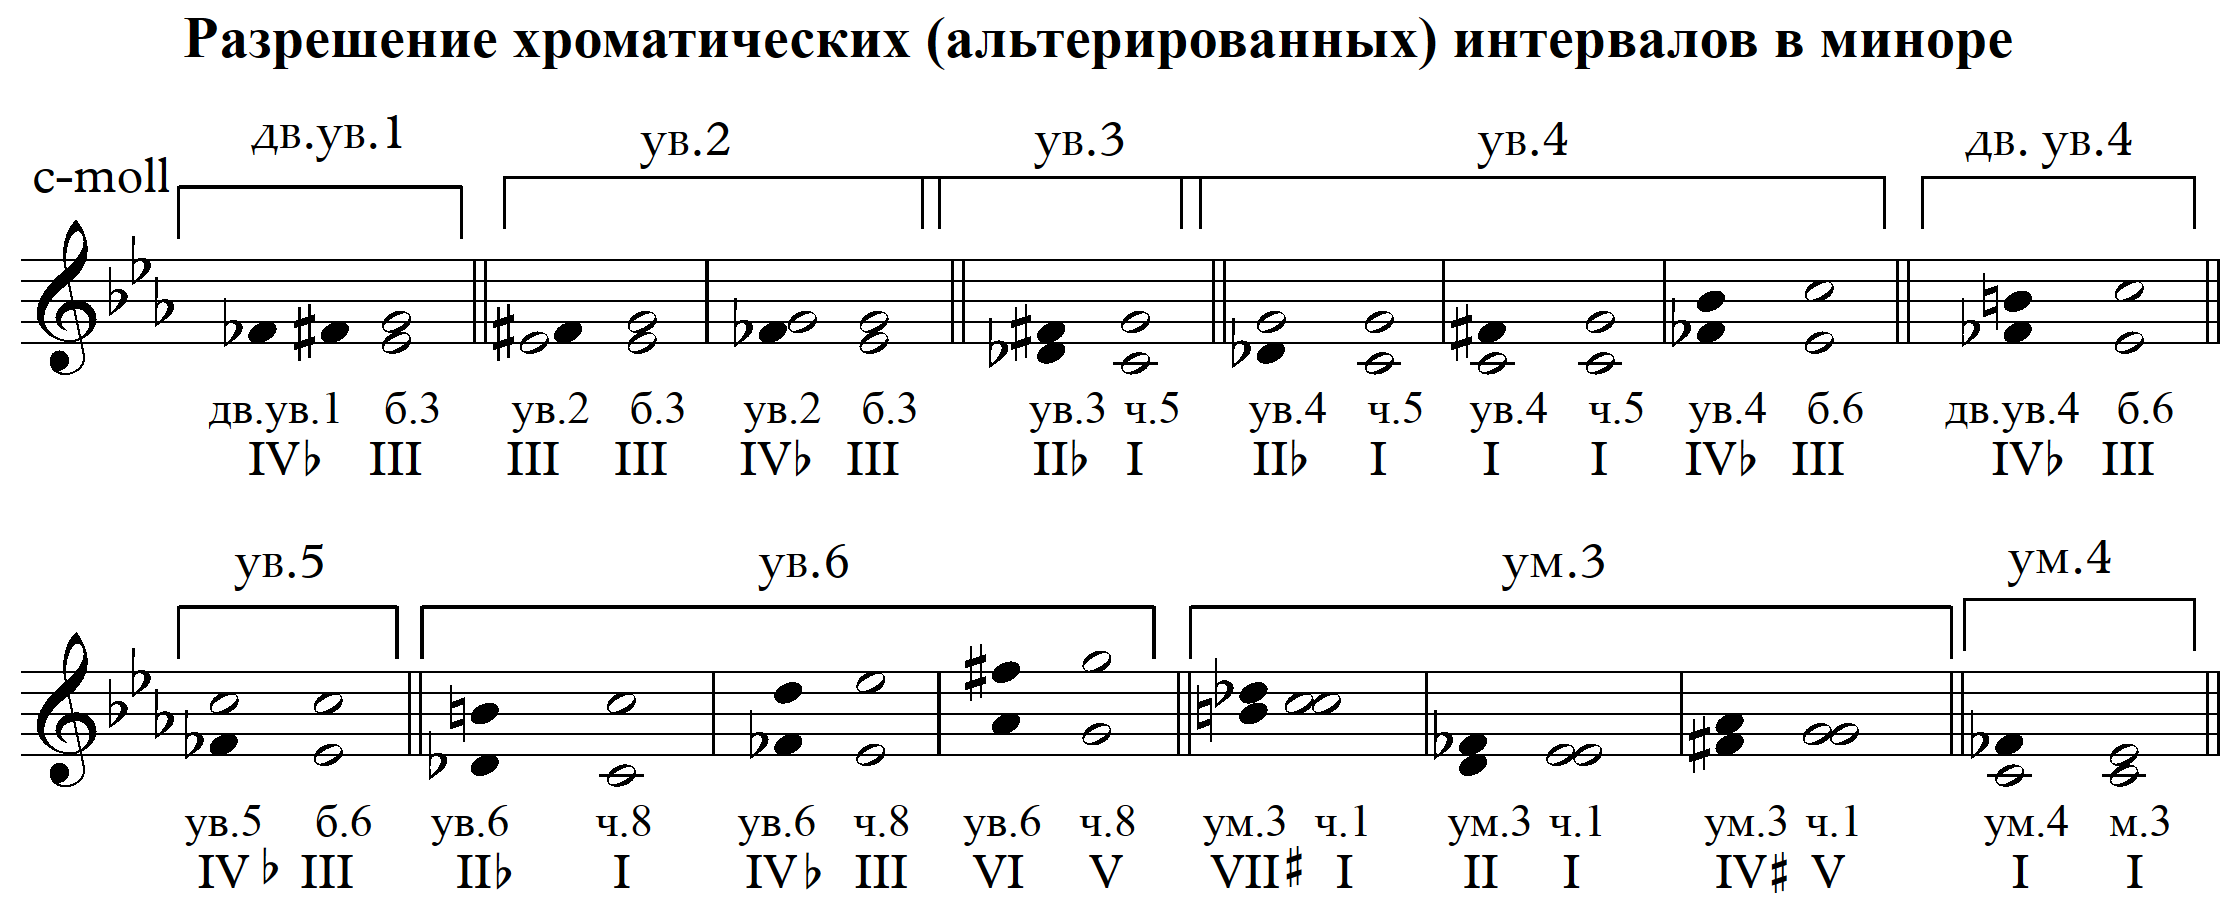 Разрешение хроматических (альтерированных) интервалов в миноре
дв.ув.1 ув.2 ув.3 ув.4 дв. ув.4
c-moll
дв.ув.1 б.3 ув.2 б.3 ув.2 б.3 ув.3 ч.5 ув.4 ч.5 ув.4 ч.5 ув.4 б.6 дв.ув.4 б.6
IV♭ III III III IV♭ III II♭ I II♭ I I I IV♭ III IV♭ III
ув.5 ув.6 ум.3 ум.4
ув.5 б.6 ув.6 ч.8 ув.6 ч.8 ув.6 ч.8 ум.3 ч.1 ум.3 ч.1 ум.3 ч.1 ум.4 м.3
IV♭ III II♭ I IV♭ III VI V VII♯ I II I IV♯ V I I